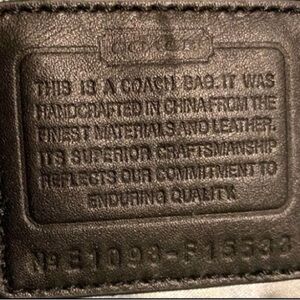 COACH
THIS IS A COACH BAG. IT WAS
HANDCRAFTED IN CHINA FROM THE
FINEST MATERIALS AND LEATHER.
ITS SUPERIOR CRAFTSMANSHIP
REFLECTS OUR COMMITMENT TO
ENDURING QUALITY.
Nº E1093-F15533